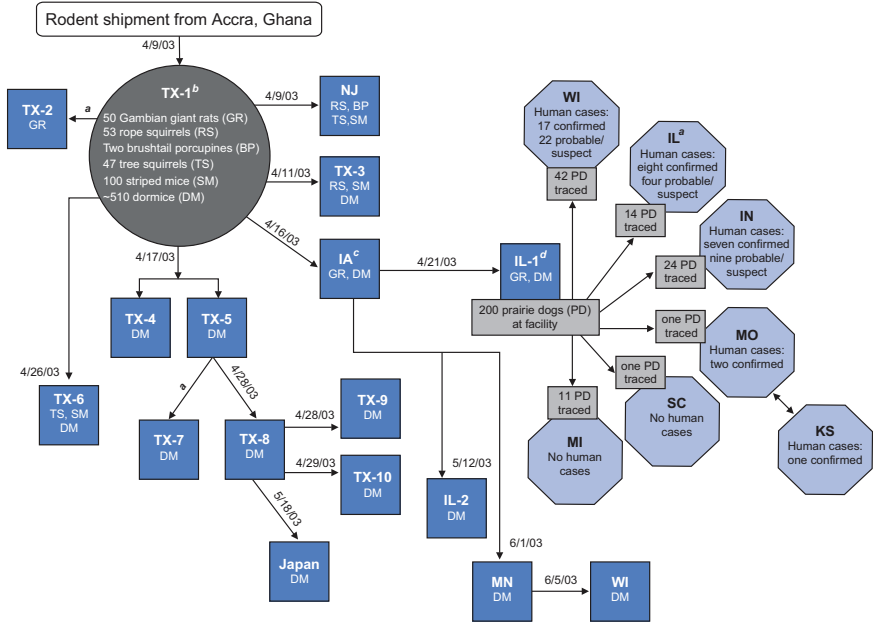 Rodent shipment from Accra, Ghana
4/9/03
TX-1b
50 Gambian giant rats (GR)
53 rope squirrels (RS)
Two brushtail porcupines (BP)
47 tree squirrels (TS)
100 striped mice (SM)
~510 dormice (DM)
a
TX-2
GR
4/9/03
NJ
RS, BP
TS,SM
4/11/03
TX-3
RS, SM
DM
4/16/03
IAc
GR, DM
4/21/03
IL-1d
GR, DM
200 prairie dogs (PD)
at facility
WI
Human cases:
17 confirmed
22 probable/
suspect
42 PD
traced
ILa
Human cases:
eight confirmed
four probable/
suspect
14 PD
traced
IN
Human cases:
seven confirmed
nine probable/
suspect
24 PD
traced
MO
Human cases:
two confirmed
one PD
traced
KS
Human cases:
one confirmed
one PD
traced
SC
No human
cases
11 PD
traced
MI
No human
cases
4/17/03
TX-4
DM
TX-5
DM
4/26/03
TX-6
TS, SM
DM
a
TX-7
DM
4/28/03
TX-8
DM
4/28/03
TX-9
DM
4/29/03
TX-10
DM
5/18/03
Japan
DM
5/12/03
IL-2
DM
6/1/03
MN
DM
6/5/03
WI
DM